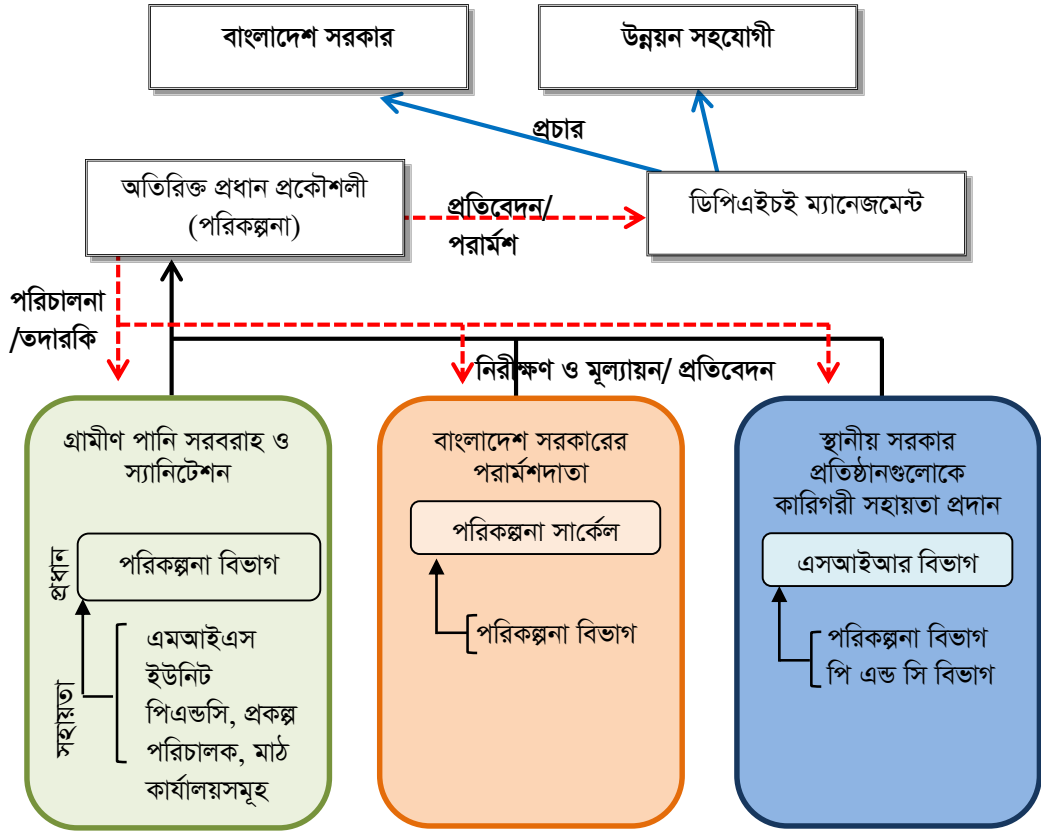 বাংলাদেশ সরকার
উন্নয়ন সহযোগী
প্রচার
অতিরিক্ত প্রধান প্রকৌশলী
(পরিকল্পনা)
প্রতিবেদন/
পরার্মশ
ডিপিএইচই ম্যানেজমেন্ট
পরিচালনা
/তদারকি
নিরীক্ষণ ও মূল্যায়ন/ প্রতিবেদন
গ্রামীণ পানি সরবরাহ ও
স্যানিটেশন
প্রধান
পরিকল্পনা বিভাগ
সহায়তা
এমআইএস
ইউনিট
পিএন্ডসি, প্রকল্প
পরিচালক, মাঠ
কার্যালয়সমূহ
বাংলাদেশ সরকারের
পরার্মশদাতা
পরিকল্পনা সার্কেল
পরিকল্পনা বিভাগ
স্থানীয় সরকার
প্রতিষ্ঠানগুলোকে
কারিগরী সহায়তা প্রদান
এসআইআর বিভাগ
পরিকল্পনা বিভাগ
পি এন্ড সি বিভাগ